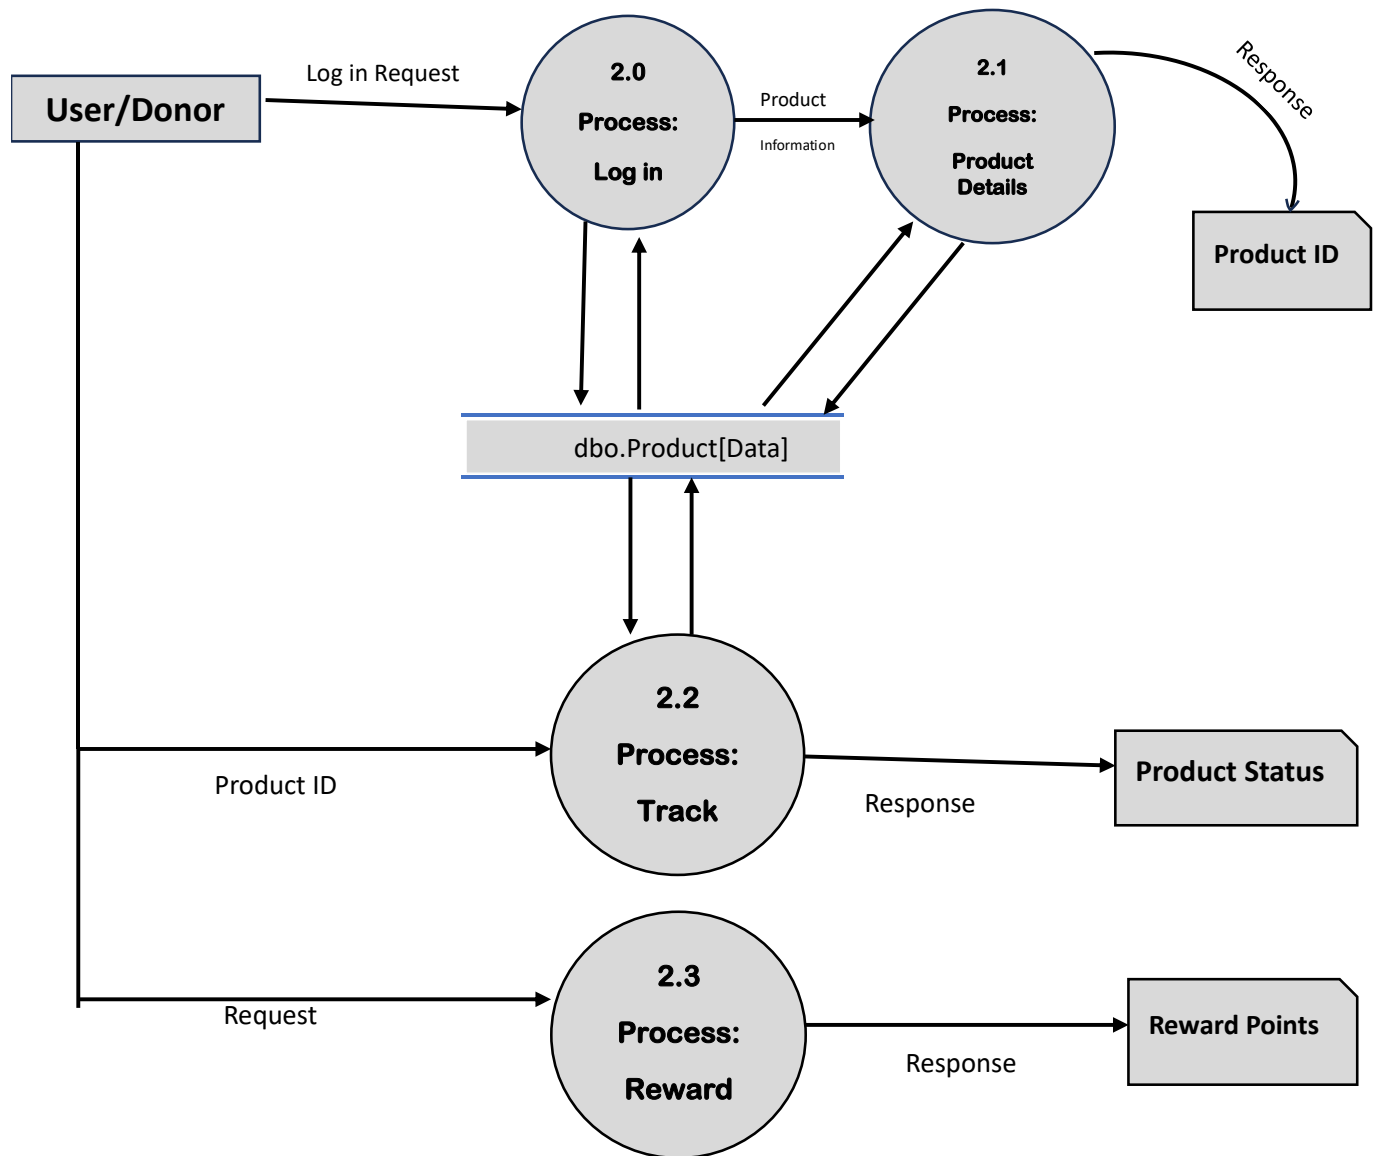 User/Donor
Log in Request
2.0
Process:
Log in
Product
Information
2.1
Process:
Product
Details
Response
Product ID
dbo.Product[Data]
2.2
Process:
Track
Product ID
Response
Product Status
2.3
Process:
Reward
Request
Response
Reward Points